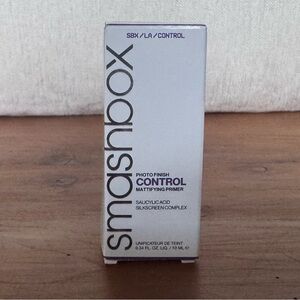 SBX/LA/CONTROL
smashbox
PHOTO FINISH
CONTROL
MATTIFYING PRIMER
SALICYLIC ACID
SILKSCREEN COMPLEX
UNIFICATEUR DE TEINT
0.34 FL. OZ. LIQ. / 10 ML ℮